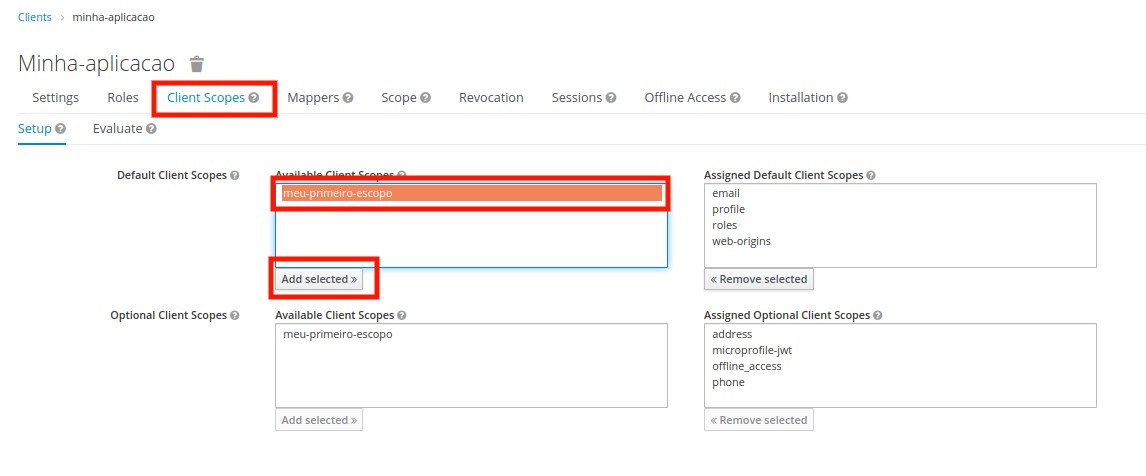 Clients › minha-aplicacao
Minha-aplicacao
Settings Roles Client Scopes Mappers Scope Revocation Sessions Offline Access Installation
Setup Evaluate
Default Client Scopes Available Client Scopes Assigned Default Client Scopes
meu-primeiro-escopo email
profile
roles
web-origins
Add selected » « Remove selected
Optional Client Scopes Available Client Scopes Assigned Optional Client Scopes
meu-primeiro-escopo address
microprofile-jwt
offline_access
phone
Add selected » « Remove selected